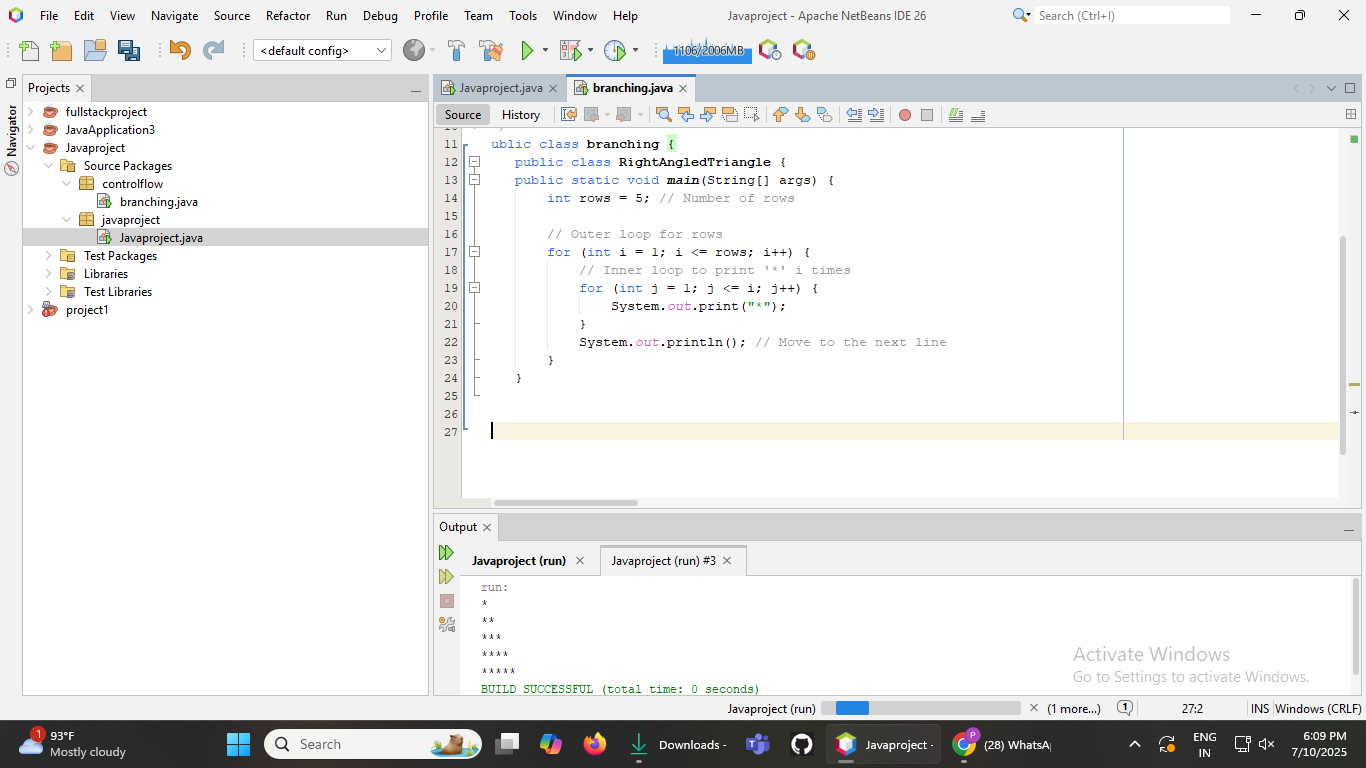 File Edit View Navigate Source Refactor Run Debug Profile Team Tools Window Help
Javaproject - Apache NetBeans IDE 26
Search (Ctrl+I)
<default config>
1106/2006MB
Projects
Navigator
fullstackproject
JavaApplication3
Javaproject
Source Packages
controlflow
branching.java
javaproject
Javaproject.java
Test Packages
Libraries
Test Libraries
project1
Javaproject.java
branching.java
Source History
11 ublic class branching {
12 public class RightAngledTriangle {
13 public static void main(String[] args) {
14 int rows = 5; // Number of rows
15
16 // Outer loop for rows
17 for (int i = 1; i <= rows; i++) {
18 // Inner loop to print '*' i times
19 for (int j = 1; j <= i; j++) {
20 System.out.print("*");
21 }
22 System.out.println(); // Move to the next line
23 }
24 }
25
26
27
Output
Javaproject (run)
Javaproject (run) #3
run:
*
**
***
****
*****
BUILD SUCCESSFUL (total time: 0 seconds)
Activate Windows
Go to Settings to activate Windows.
Javaproject (run)
(1 more...)
1
27:2
INS
Windows (CRLF)
1
93°F
Mostly cloudy
Search
Downloads -
Javaproject -
P
(28) WhatsA
ENG
IN
6:09 PM
7/10/2025